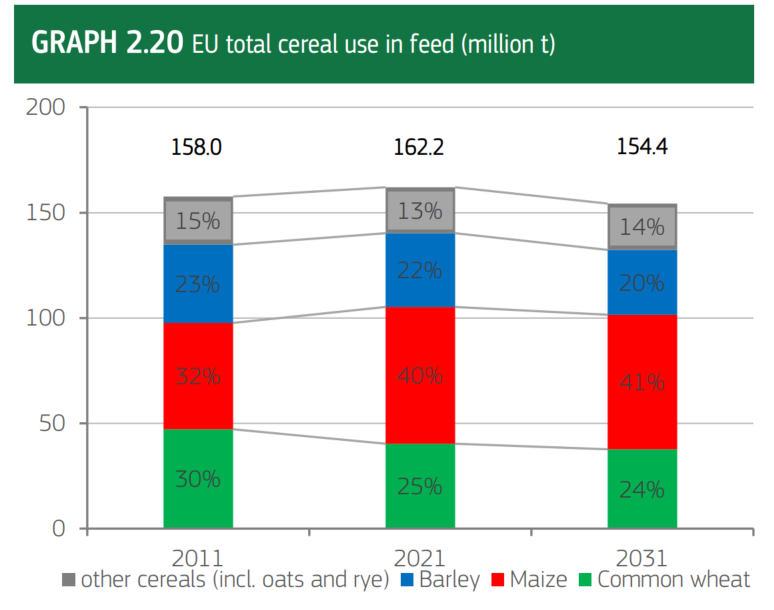 GRAPH 2.20 EU total cereal use in feed (million t)
200
158.0 162.2 154.4
150
15% 13% 14%
23% 22% 20%
100
32% 40% 41%
50
30% 25% 24%
0
2011 2021 2031
other cereals (incl. oats and rye) Barley Maize Common wheat